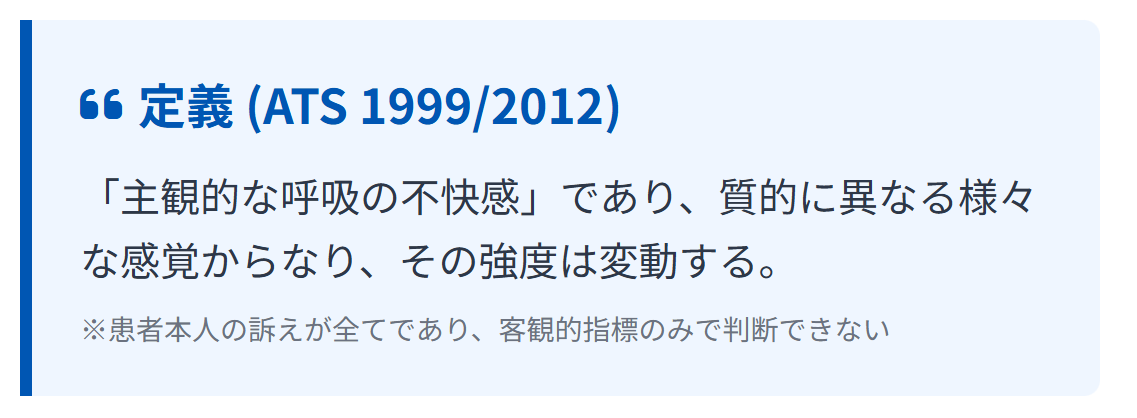 ❝ 定義 (ATS 1999/2012)
「主観的な呼吸の不快感」であり、質的に異なる様々
な感覚からなり、その強度は変動する。
※患者本人の訴えが全てであり、客観的指標のみで判断できない